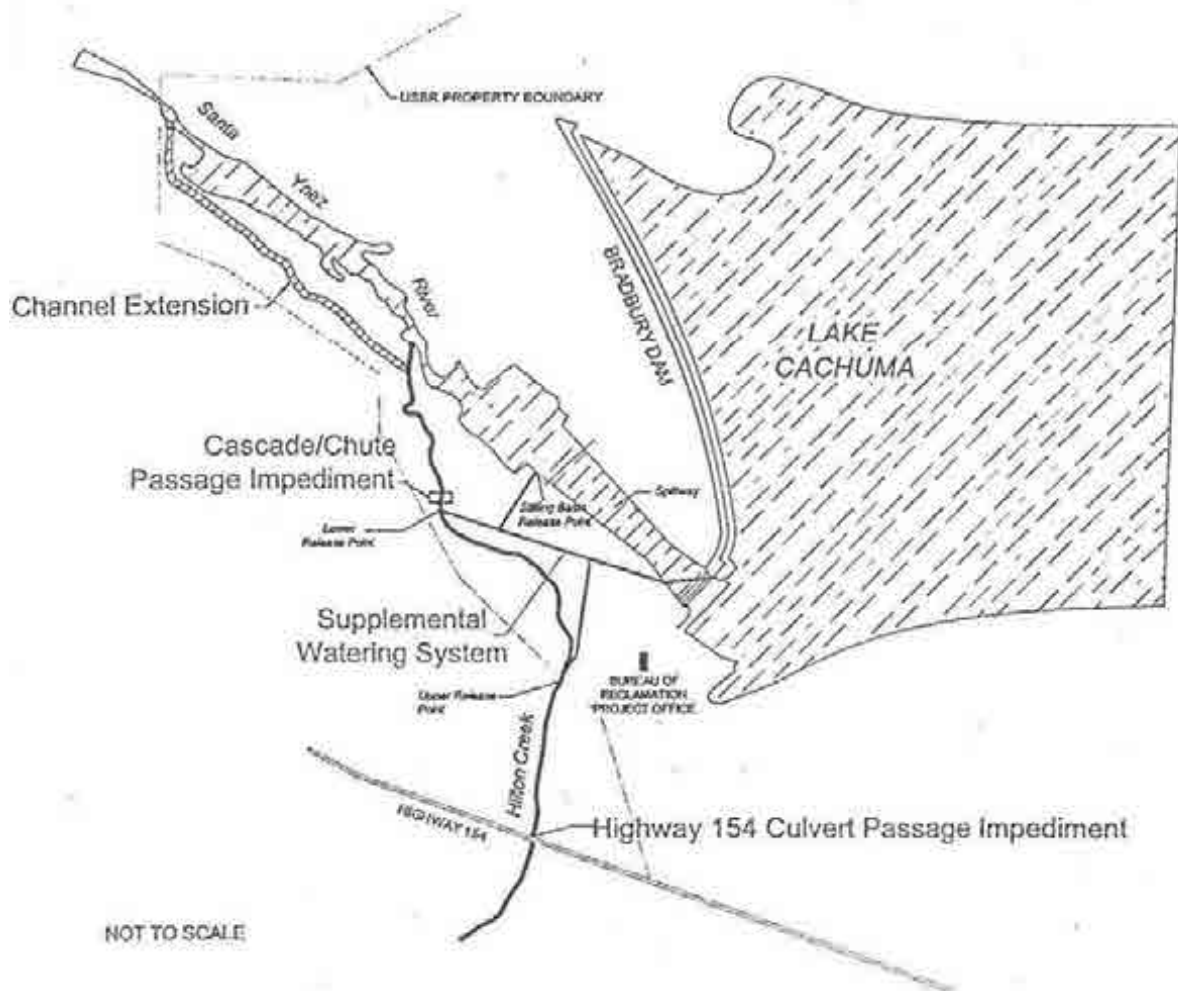 USBR PROPERTY BOUNDARY
Santa
Ynez
River
Channel Extension
BRADBURY DAM
LAKE
CACHUMA
Cascade/Chute
Passage Impediment
Spillway
Stilling Basin
Release Point
Lower
Release Point
Supplemental
Watering System
Upper Release
Point
BUREAU OF
RECLAMATION
PROJECT OFFICE
Hilton Creek
HIGHWAY 154
Highway 154 Culvert Passage Impediment
NOT TO SCALE